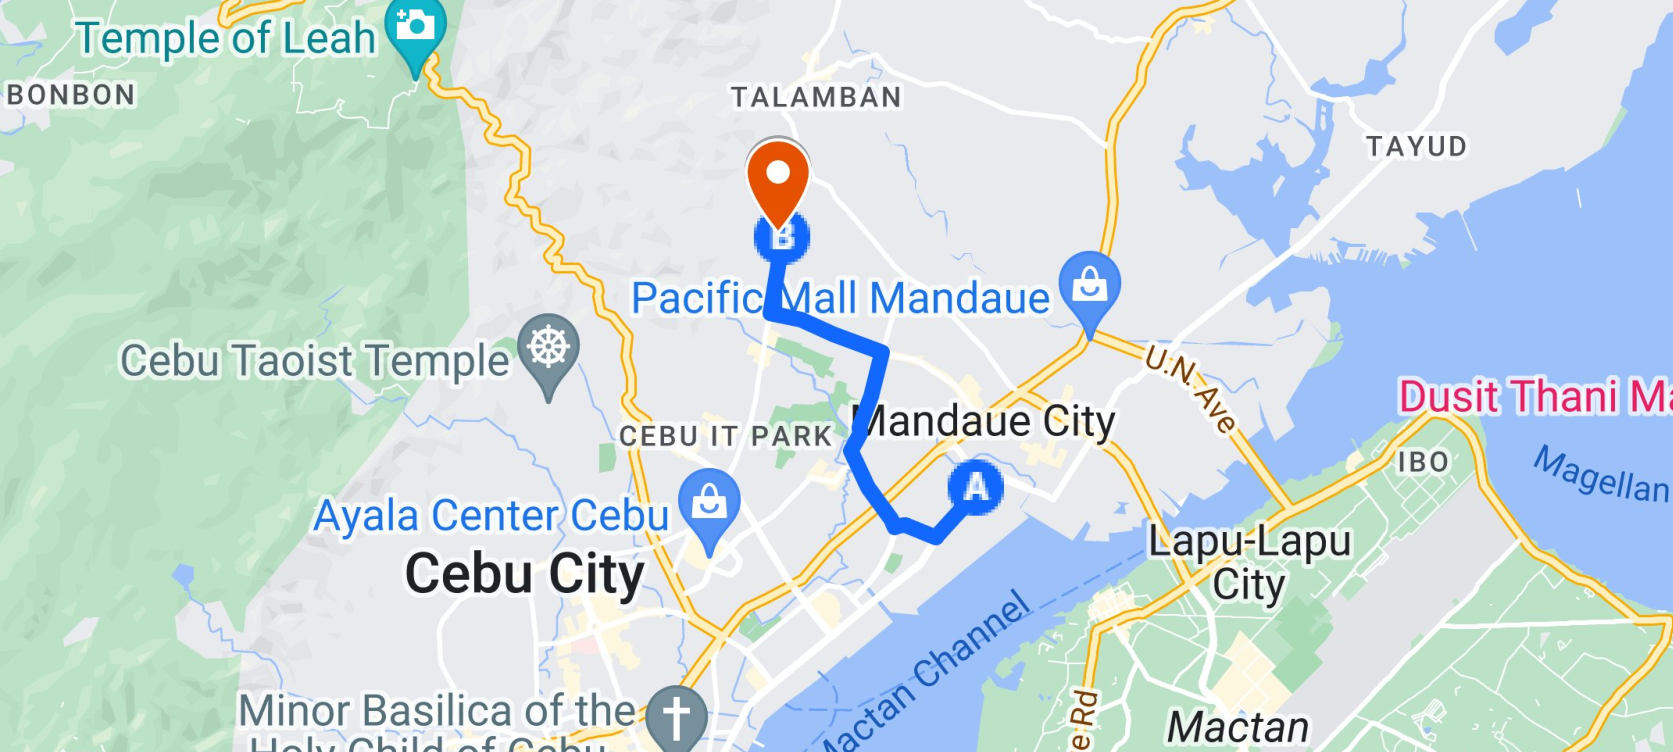 Temple of Leah
BONBON
TALAMBAN
TAYUD
B
Pacific Mall Mandaue
Cebu Taoist Temple
U.N. Ave
Dusit Thani Ma
Mandaue City
CEBU IT PARK
IBO
Magellan
A
Ayala Center Cebu
Cebu City
Lapu-Lapu
City
Mactan Channel
Minor Basilica of the
Holy Child of Cebu
e Rd
Mactan